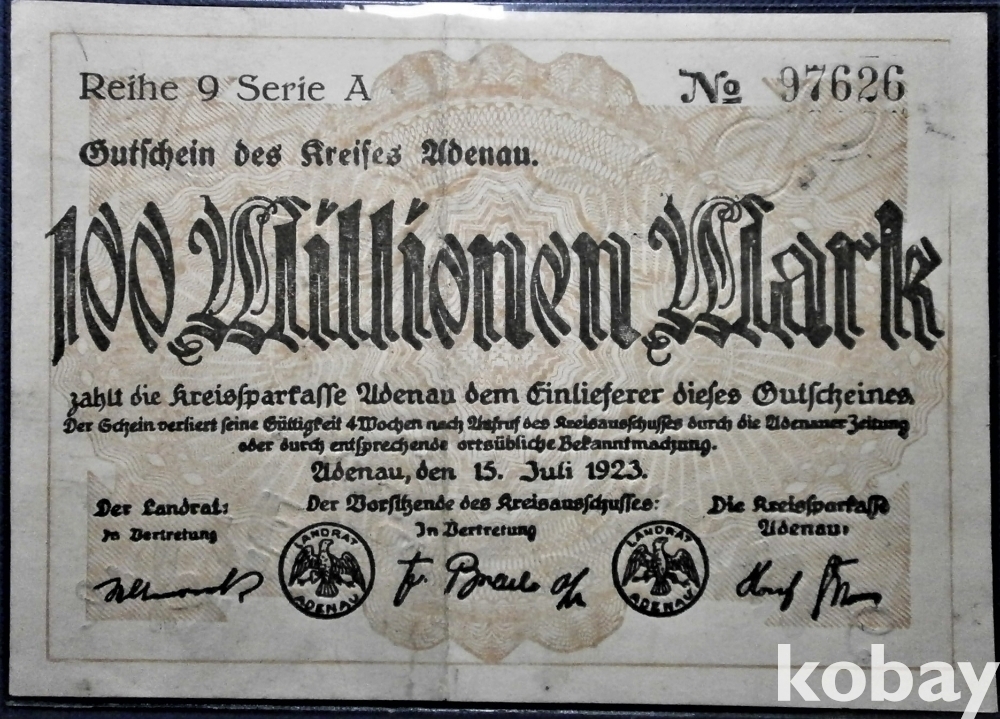 Reihe 9 Serie A
No 97626
Gutschein des Kreises Adenau.
100 Millionen Mark
zahlt die Kreissparkasse Adenau dem Einlieferer dieses Gutscheines
Der Schein verliert seine Gültigkeit 4 Wochen nach Aufruf des Kreisausschusses durch die Adenauer Zeitung
oder durch entsprechende ortsübliche Bekanntmachung.
Adenau, den 15. Juli 1923.
Der Landrat:
In Vertretung
Der Vorsitzende des Kreisausschusses:
In Vertretung
Die Kreissparkasse
Adenau:
LANDRAT
ADENAU
LANDRAT
ADENAU
kobay